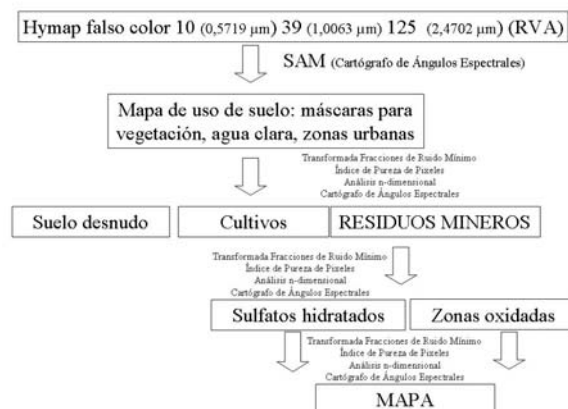 Hymap falso color 10 (0,5719 µm) 39 (1,0063 µm) 125 (2,4702 µm) (RVA)
SAM (Cartógrafo de Ángulos Espectrales)
Mapa de uso de suelo: máscaras para
vegetación, agua clara, zonas urbanas
Transformada Fracciones de Ruido Mínimo
Índice de Pureza de Pixeles
Análisis n-dimensional
Cartógrafo de Ángulos Espectrales
Suelo desnudo
Cultivos
RESIDUOS MINEROS
Transformada Fracciones de Ruido Mínimo
Índice de Pureza de Pixeles
Análisis n-dimensional
Cartógrafo de Ángulos Espectrales
Sulfatos hidratados
Zonas oxidadas
Transformada Fracciones de Ruido Mínimo
Índice de Pureza de Pixeles
Análisis n-dimensional
Cartógrafo de Ángulos Espectrales
MAPA